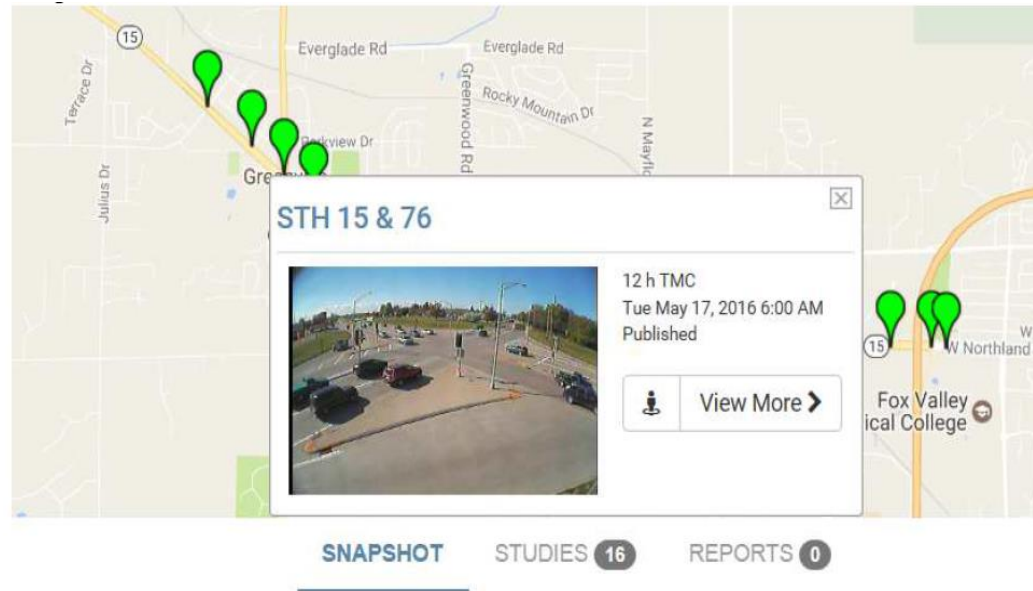 15
Everglade Rd
Everglade Rd
Terrace Dr
Greenwood Rd
Rocky Mountain Dr
Parkview Dr
N
Julius Dr
STH 15 & 76
12 h TMC
Tue May 17, 2016 6:00 AM
Published
View More
15
W Northland
W
Fox Valley
ical College
SNAPSHOT
STUDIES 16
REPORTS 0